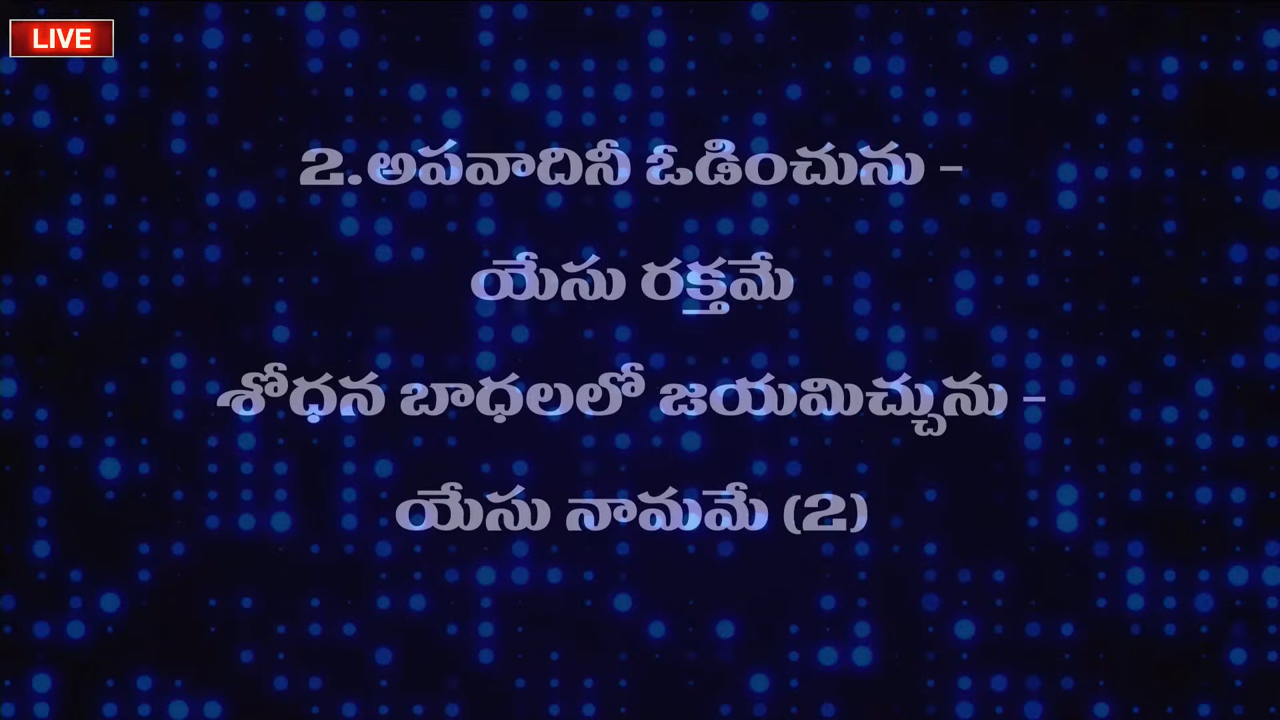 LIVE
2.అపవాదినీ ఓడించును -
యేసు రక్తమే
శోధన బాధలలో జయమిచ్చును -
యేసు నామమే (2)